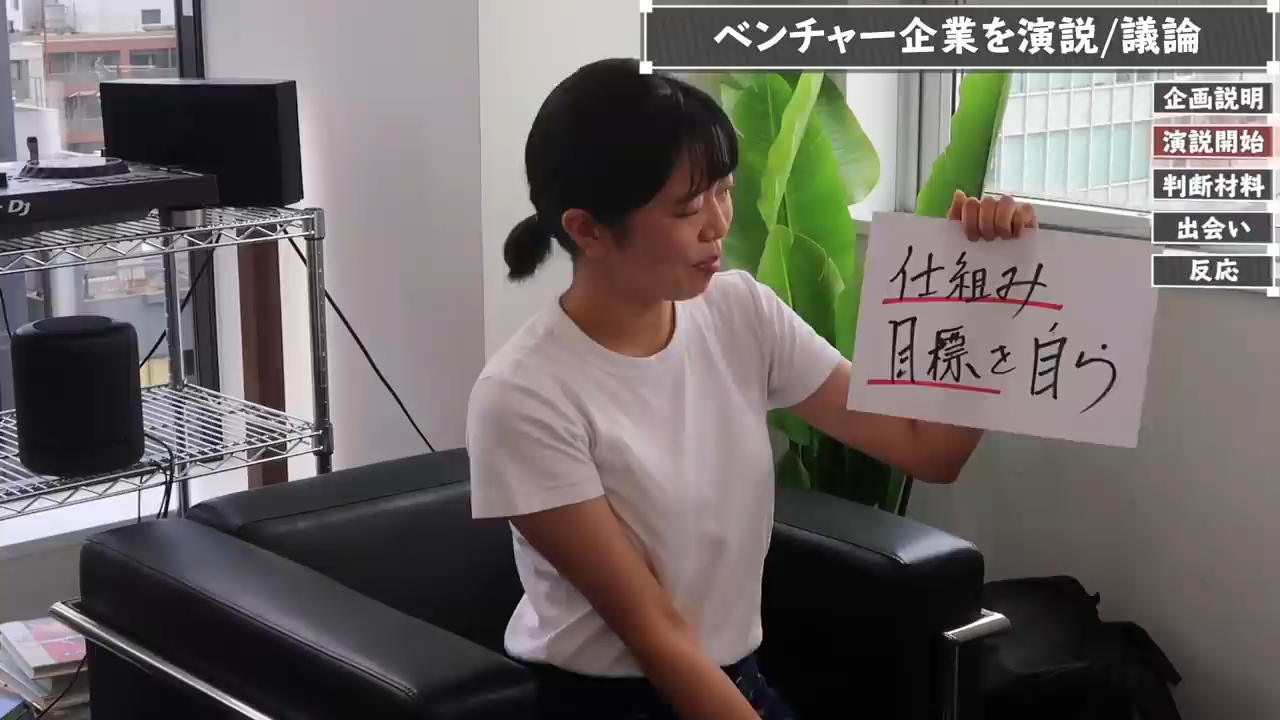 ベンチャー企業を演説/議論
企画説明
演説開始
判断材料
出会い
反応
仕組み
目標を自ら
DJ